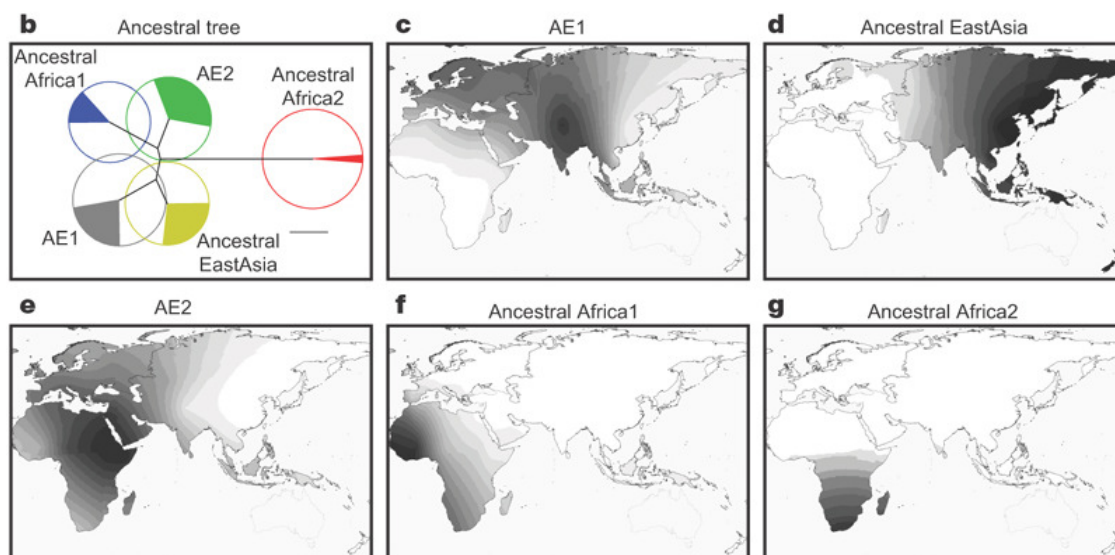 b
Ancestral tree
Ancestral
Africa1
AE2
Ancestral
Africa2
AE1
Ancestral
EastAsia
c
AE1
d
Ancestral EastAsia
e
AE2
f
Ancestral Africa1
g
Ancestral Africa2